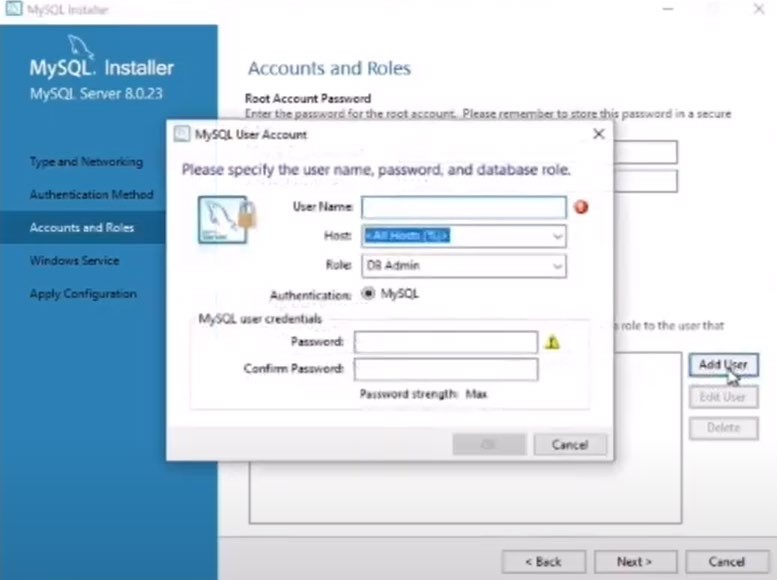 MySQL Installer
MySQL. Installer
MySQL Server 8.0.23
Type and Networking
Authentication Method
Accounts and Roles
Windows Service
Apply Configuration
Accounts and Roles
Root Account Password
Enter the password for the root account. Please remember to store this password in a secure
MySQL User Account
Please specify the user name, password, and database role.
User Name:
Host: <All Hosts (%)>
Role: DB Admin
Authentication: MySQL
MySQL user credentials
Password:
Confirm Password:
Password strength: Max
OK Cancel
role to the user that
Add User
Edit User
Delete
< Back Next > Cancel